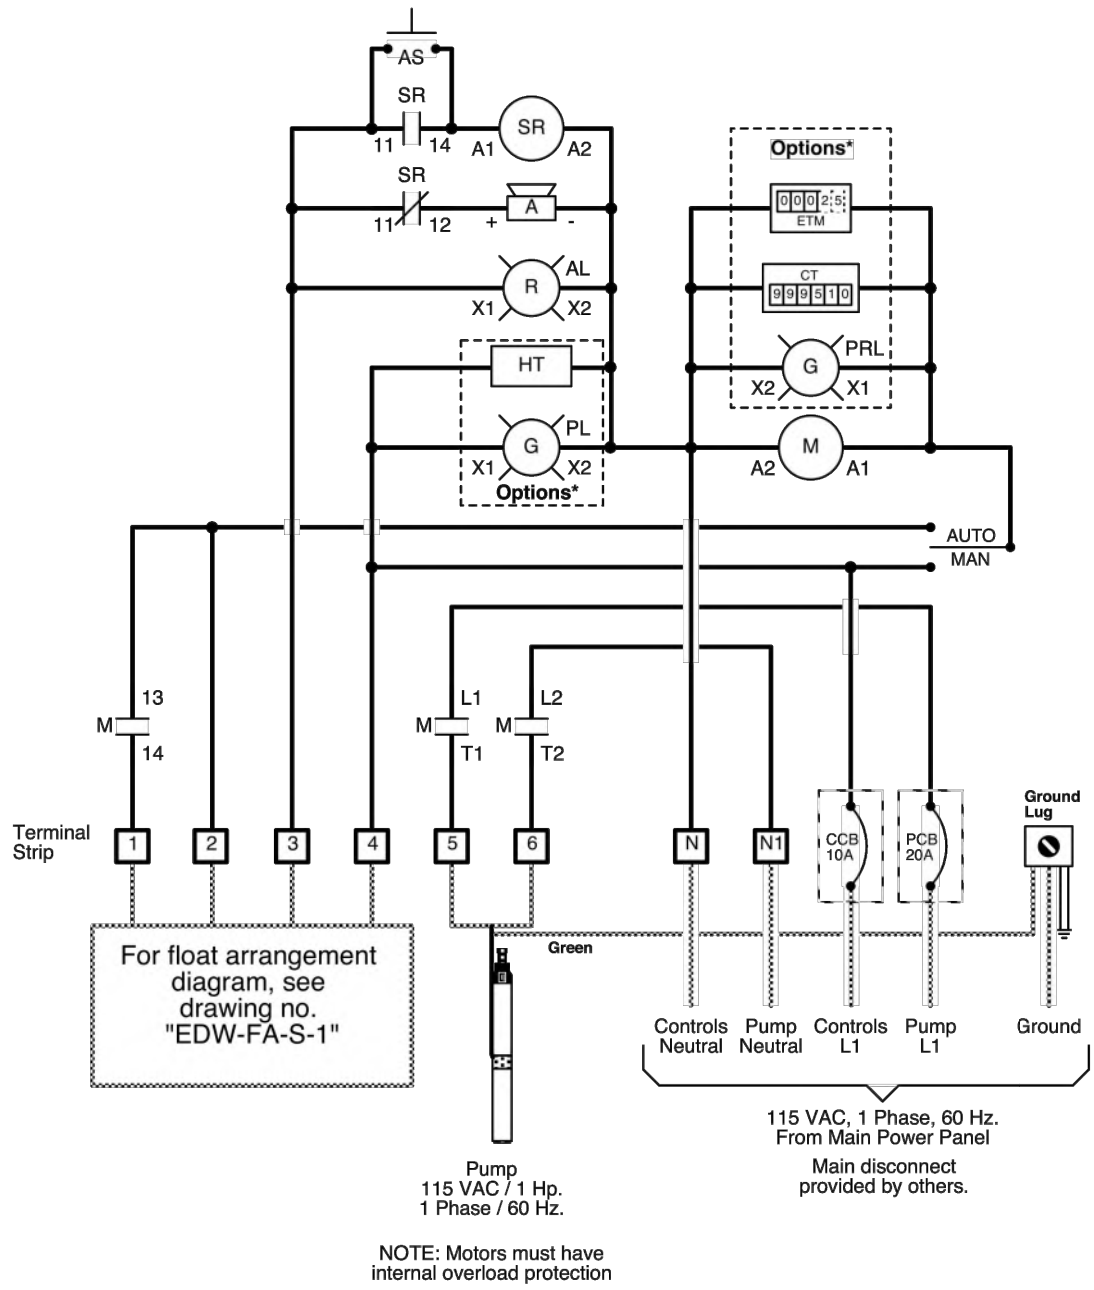 AS
SR
11 14
SR
A1 A2
SR
11 12
A
+ -
Options*
0 0 0 2 5
ETM
R
AL
X1 X2
CT
9 9 9 5 1 0
HT
G
PRL
X2 X1
G
PL
X1 X2
Options*
M
A2 A1
AUTO
MAN
13
M
14
L1
M
T1
L2
M
T2
Terminal
Strip
1 2 3 4 5 6 N N1
CCB
10A
PCB
20A
Ground
Lug
Green
For float arrangement
diagram, see
drawing no.
"EDW-FA-S-1"
Controls
Neutral
Pump
Neutral
Controls
L1
Pump
L1
Ground
115 VAC, 1 Phase, 60 Hz.
From Main Power Panel
Main disconnect
provided by others.
Pump
115 VAC / 1 Hp.
1 Phase / 60 Hz.
NOTE: Motors must have
internal overload protection